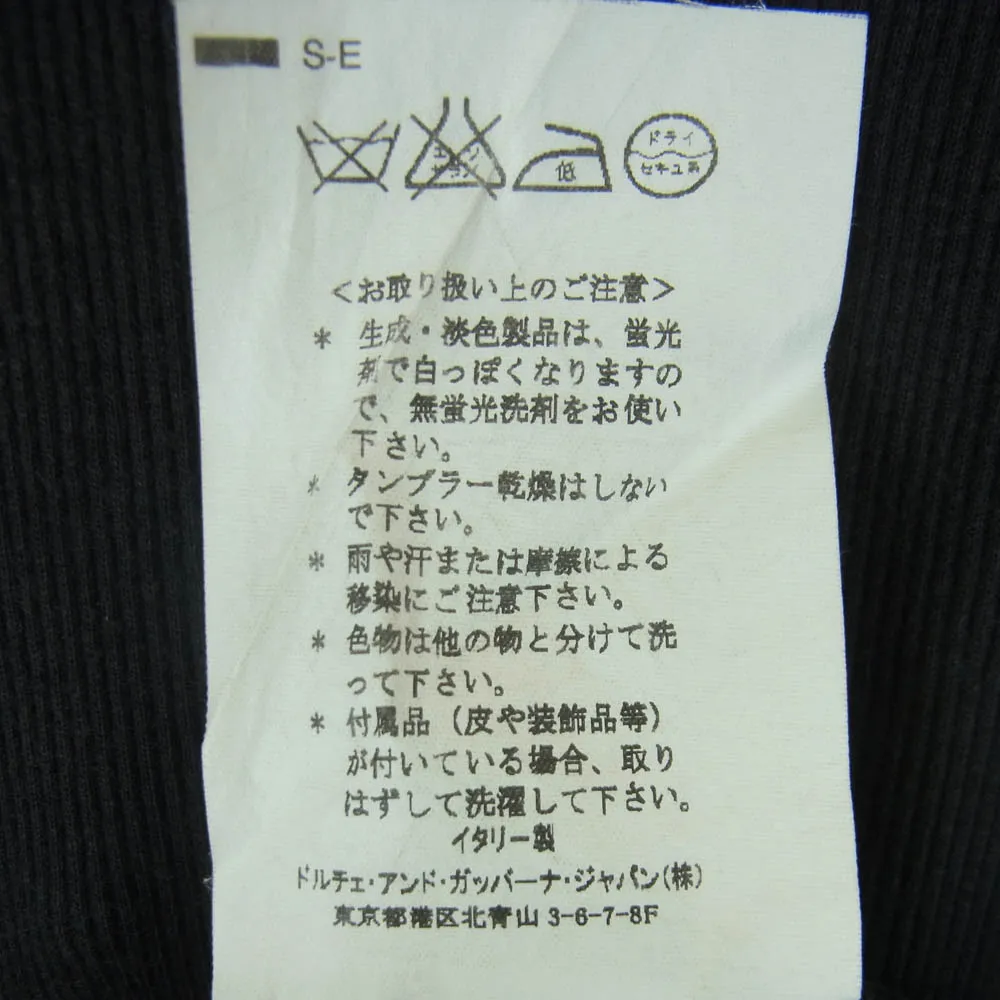 S-E
エンソ
サラシ
低
ドライ
セキユ系
<お取り扱い上のご注意>
* 生成・淡色製品は、蛍光
剤で白っぽくなりますの
で、無蛍光洗剤をお使い
下さい。
* タンブラー乾燥はしない
で下さい。
* 雨や汗または摩擦による
移染にご注意下さい。
* 色物は他の物と分けて洗
って下さい。
* 付属品（皮や装飾品等）
が付いている場合、取り
はずして洗濯して下さい。
イタリー製
ドルチェ・アンド・ガッバーナ・ジャパン(株)
東京都港区北青山 3-6-7-8F